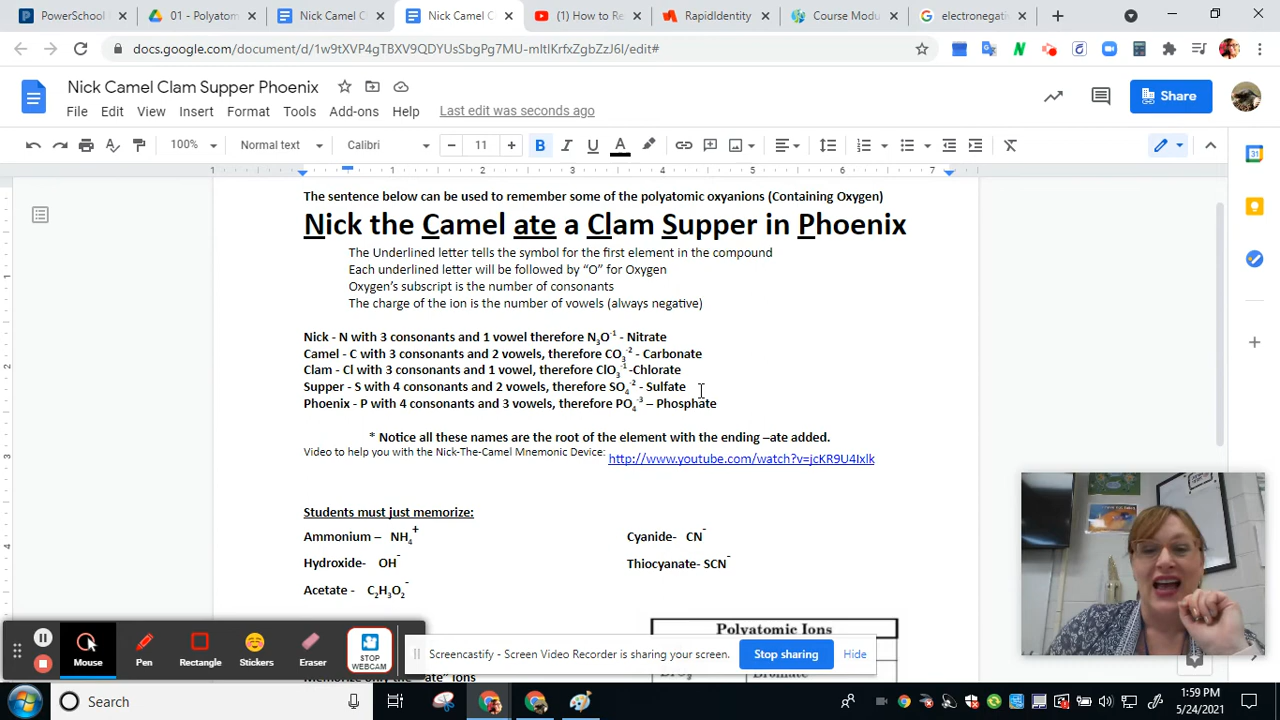 PowerSchool
01 - Polyatom
Nick Camel C
Nick Camel C
(1) How to Re
RapidIdentity
Course Modu
electronegati
docs.google.com/document/d/1w9tXVP4gTBXV9QDYUsSbgPg7MU-mltIKrfxZgbZzJ6I/edit#
Nick Camel Clam Supper Phoenix
File Edit View Insert Format Tools Add-ons Help Last edit was seconds ago
Share
100% Normal text Calibri 11
The sentence below can be used to remember some of the polyatomic oxyanions (Containing Oxygen)
Nick the Camel ate a Clam Supper in Phoenix
The Underlined letter tells the symbol for the first element in the compound
Each underlined letter will be followed by “O” for Oxygen
Oxygen’s subscript is the number of consonants
The charge of the ion is the number of vowels (always negative)
Nick - N with 3 consonants and 1 vowel therefore N₃O⁻¹ - Nitrate
Camel - C with 3 consonants and 2 vowels, therefore CO₃⁻² - Carbonate
Clam - Cl with 3 consonants and 1 vowel, therefore ClO₃⁻¹ -Chlorate
Supper - S with 4 consonants and 2 vowels, therefore SO₄⁻² - Sulfate
Phoenix - P with 4 consonants and 3 vowels, therefore PO₄⁻³ – Phosphate
* Notice all these names are the root of the element with the ending –ate added.
Video to help you with the Nick-The-Camel Mnemonic Device: http://www.youtube.com/watch?v=jcKR9U4Ixlk
Students must just memorize:
Ammonium – NH₄⁺ Cyanide- CN⁻
Hydroxide- OH⁻ Thiocyanate- SCN⁻
Acetate - C₂H₃O₂⁻
Polyatomic Ions
Bromate
Mouse Pen Rectangle Stickers Eraser STOP WEBCAM
Screencastify - Screen Video Recorder is sharing your screen. Stop sharing Hide
Search
1:59 PM
5/24/2021